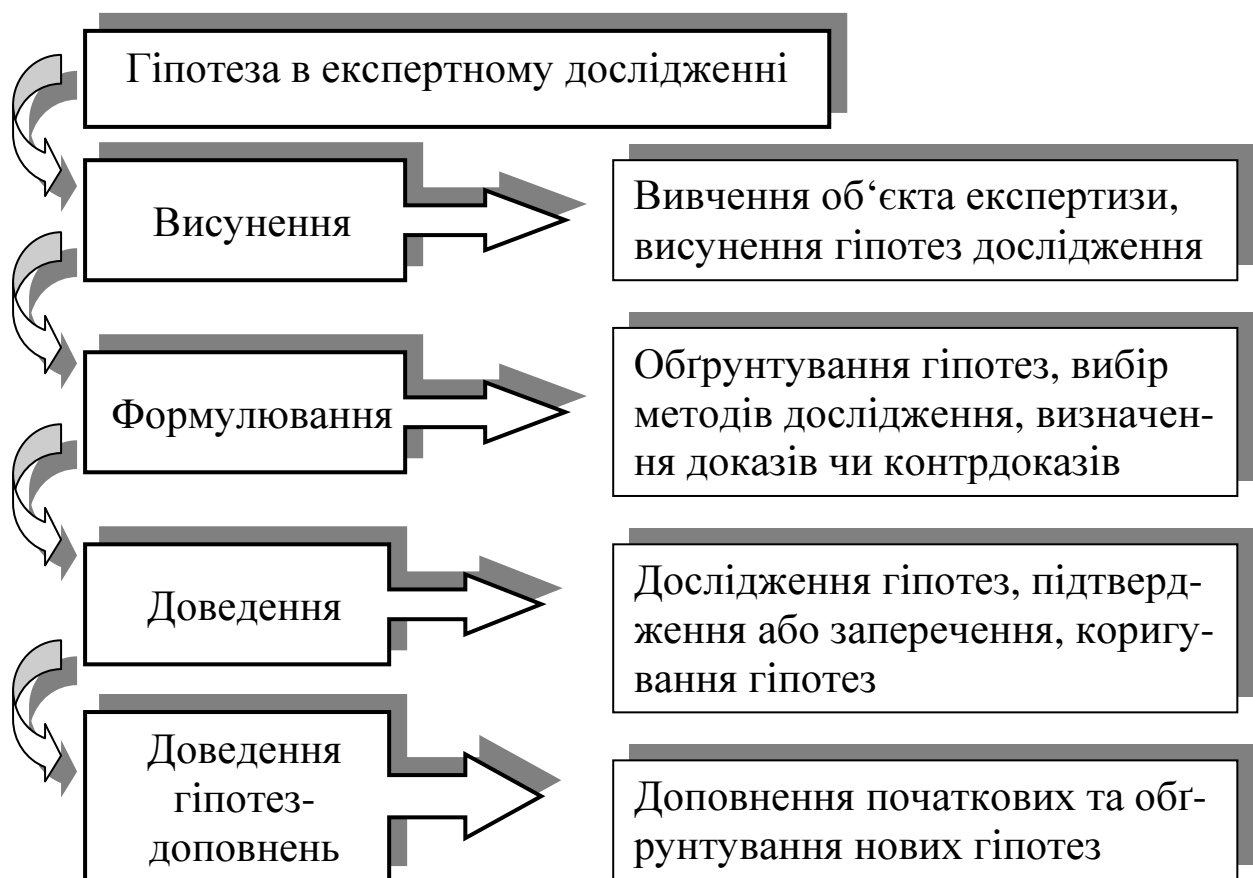 Гіпотеза в експертному дослідженні
Висунення
Вивчення об‘єкта експертизи,
висунення гіпотез дослідження
Формулювання
Обґрунтування гіпотез, вибір
методів дослідження, визначен-
ня доказів чи контрдоказів
Доведення
Дослідження гіпотез, підтверд-
ження або заперечення, коригу-
вання гіпотез
Доведення
гіпотез-
доповнень
Доповнення початкових та обґ-
рунтування нових гіпотез